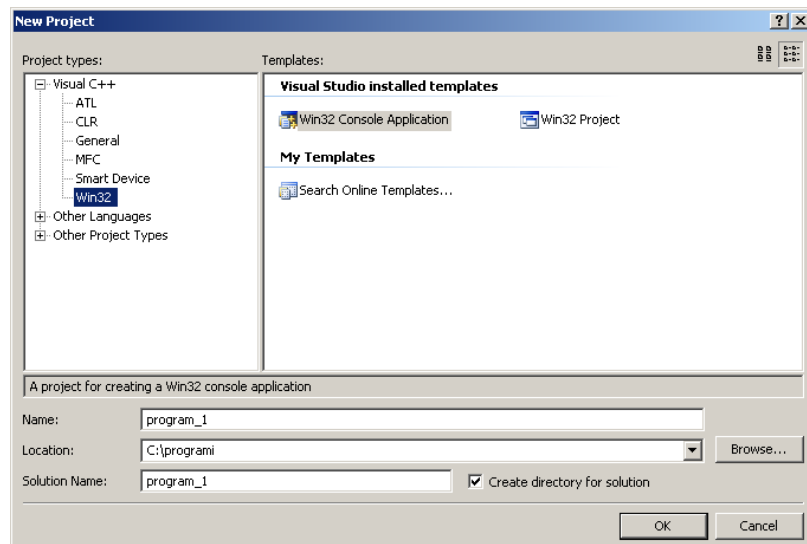 New Project
Project types:
Templates:
Visual C++
ATL
CLR
General
MFC
Smart Device
Win32
Other Languages
Other Project Types
Visual Studio installed templates
Win32 Console Application
Win32 Project
My Templates
Search Online Templates...
A project for creating a Win32 console application
Name: program_1
Location: C:\programi Browse...
Solution Name: program_1 Create directory for solution
OK Cancel